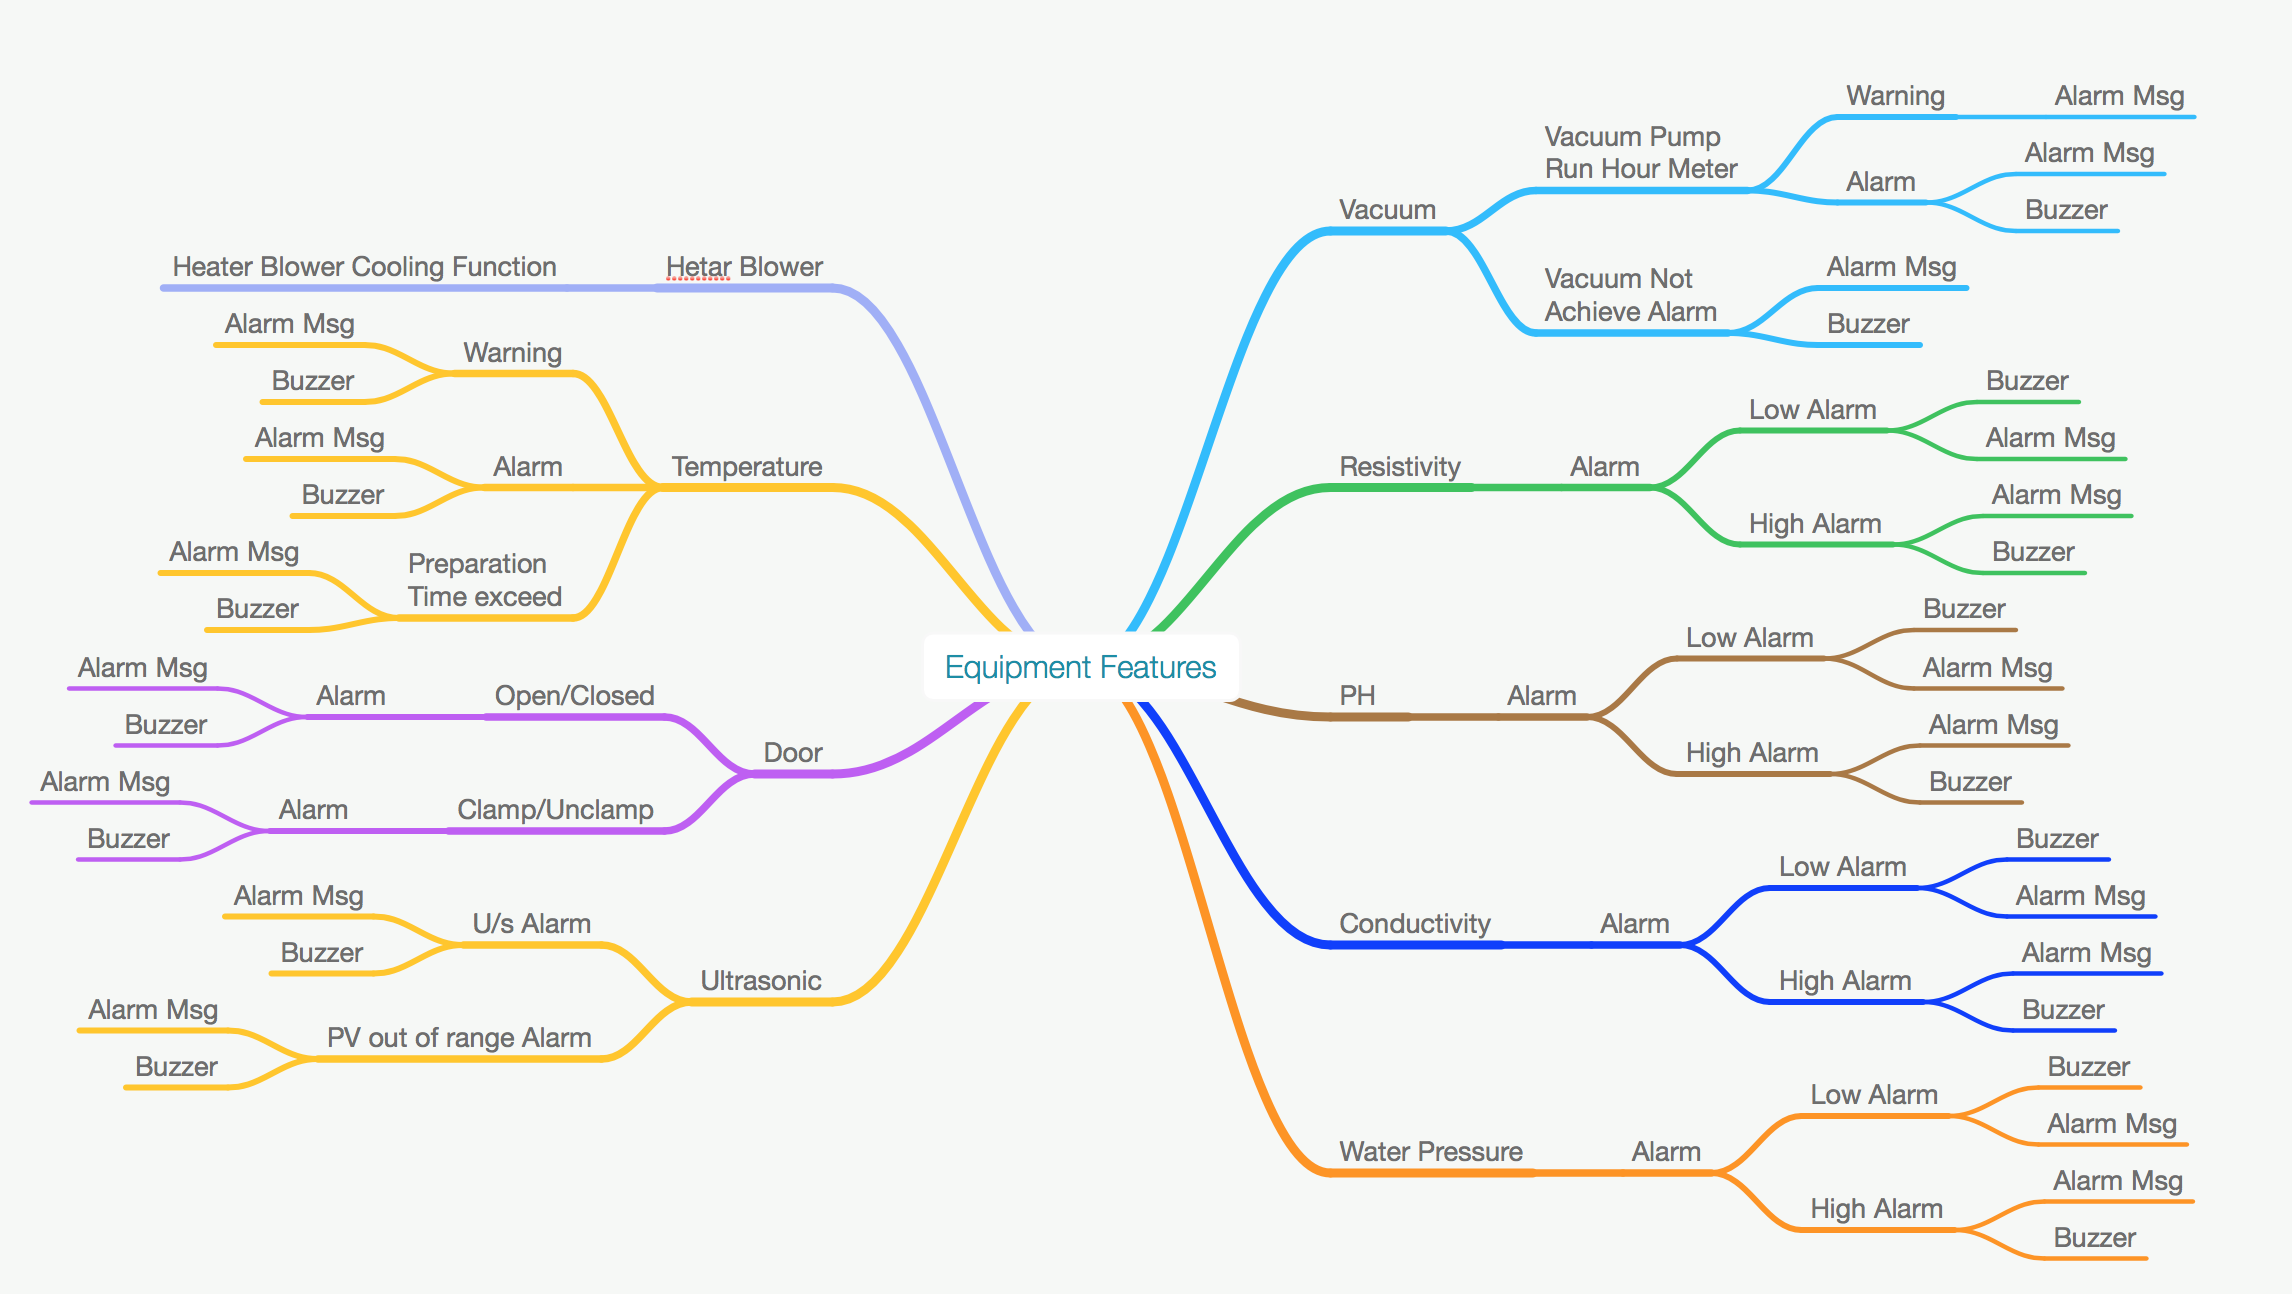 Equipment Features
Vacuum
Vacuum Pump
Run Hour Meter
Warning
Alarm Msg
Alarm
Alarm Msg
Buzzer
Vacuum Not
Achieve Alarm
Alarm Msg
Buzzer
Resistivity
Alarm
Low Alarm
Buzzer
Alarm Msg
High Alarm
Alarm Msg
Buzzer
PH
Alarm
Low Alarm
Buzzer
Alarm Msg
High Alarm
Alarm Msg
Buzzer
Conductivity
Alarm
Low Alarm
Buzzer
Alarm Msg
High Alarm
Alarm Msg
Buzzer
Water Pressure
Alarm
Low Alarm
Buzzer
Alarm Msg
High Alarm
Alarm Msg
Buzzer
Hetar Blower
Heater Blower Cooling Function
Temperature
Warning
Alarm Msg
Buzzer
Alarm
Alarm Msg
Buzzer
Preparation
Time exceed
Alarm Msg
Buzzer
Door
Open/Closed
Alarm
Alarm Msg
Buzzer
Clamp/Unclamp
Alarm
Alarm Msg
Buzzer
Ultrasonic
U/s Alarm
Alarm Msg
Buzzer
PV out of range Alarm
Alarm Msg
Buzzer